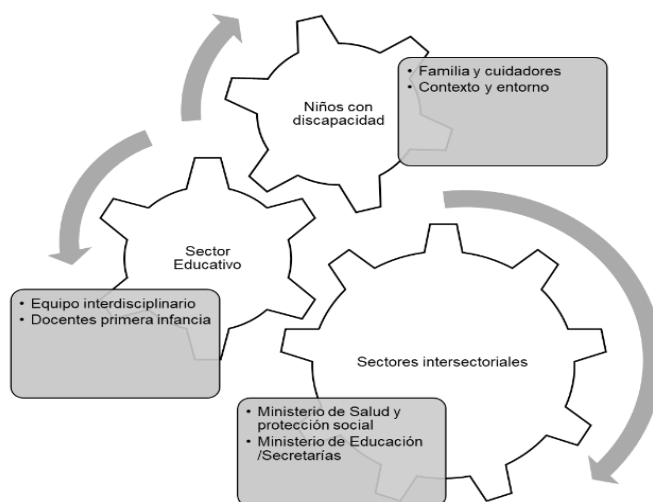 Niños con
discapacidad
• Familia y cuidadores
• Contexto y entorno
Sector
Educativo
• Equipo interdisciplinario
• Docentes primera infancia
Sectores intersectoriales
• Ministerio de Salud y
protección social
• Ministerio de Educación
/Secretarías